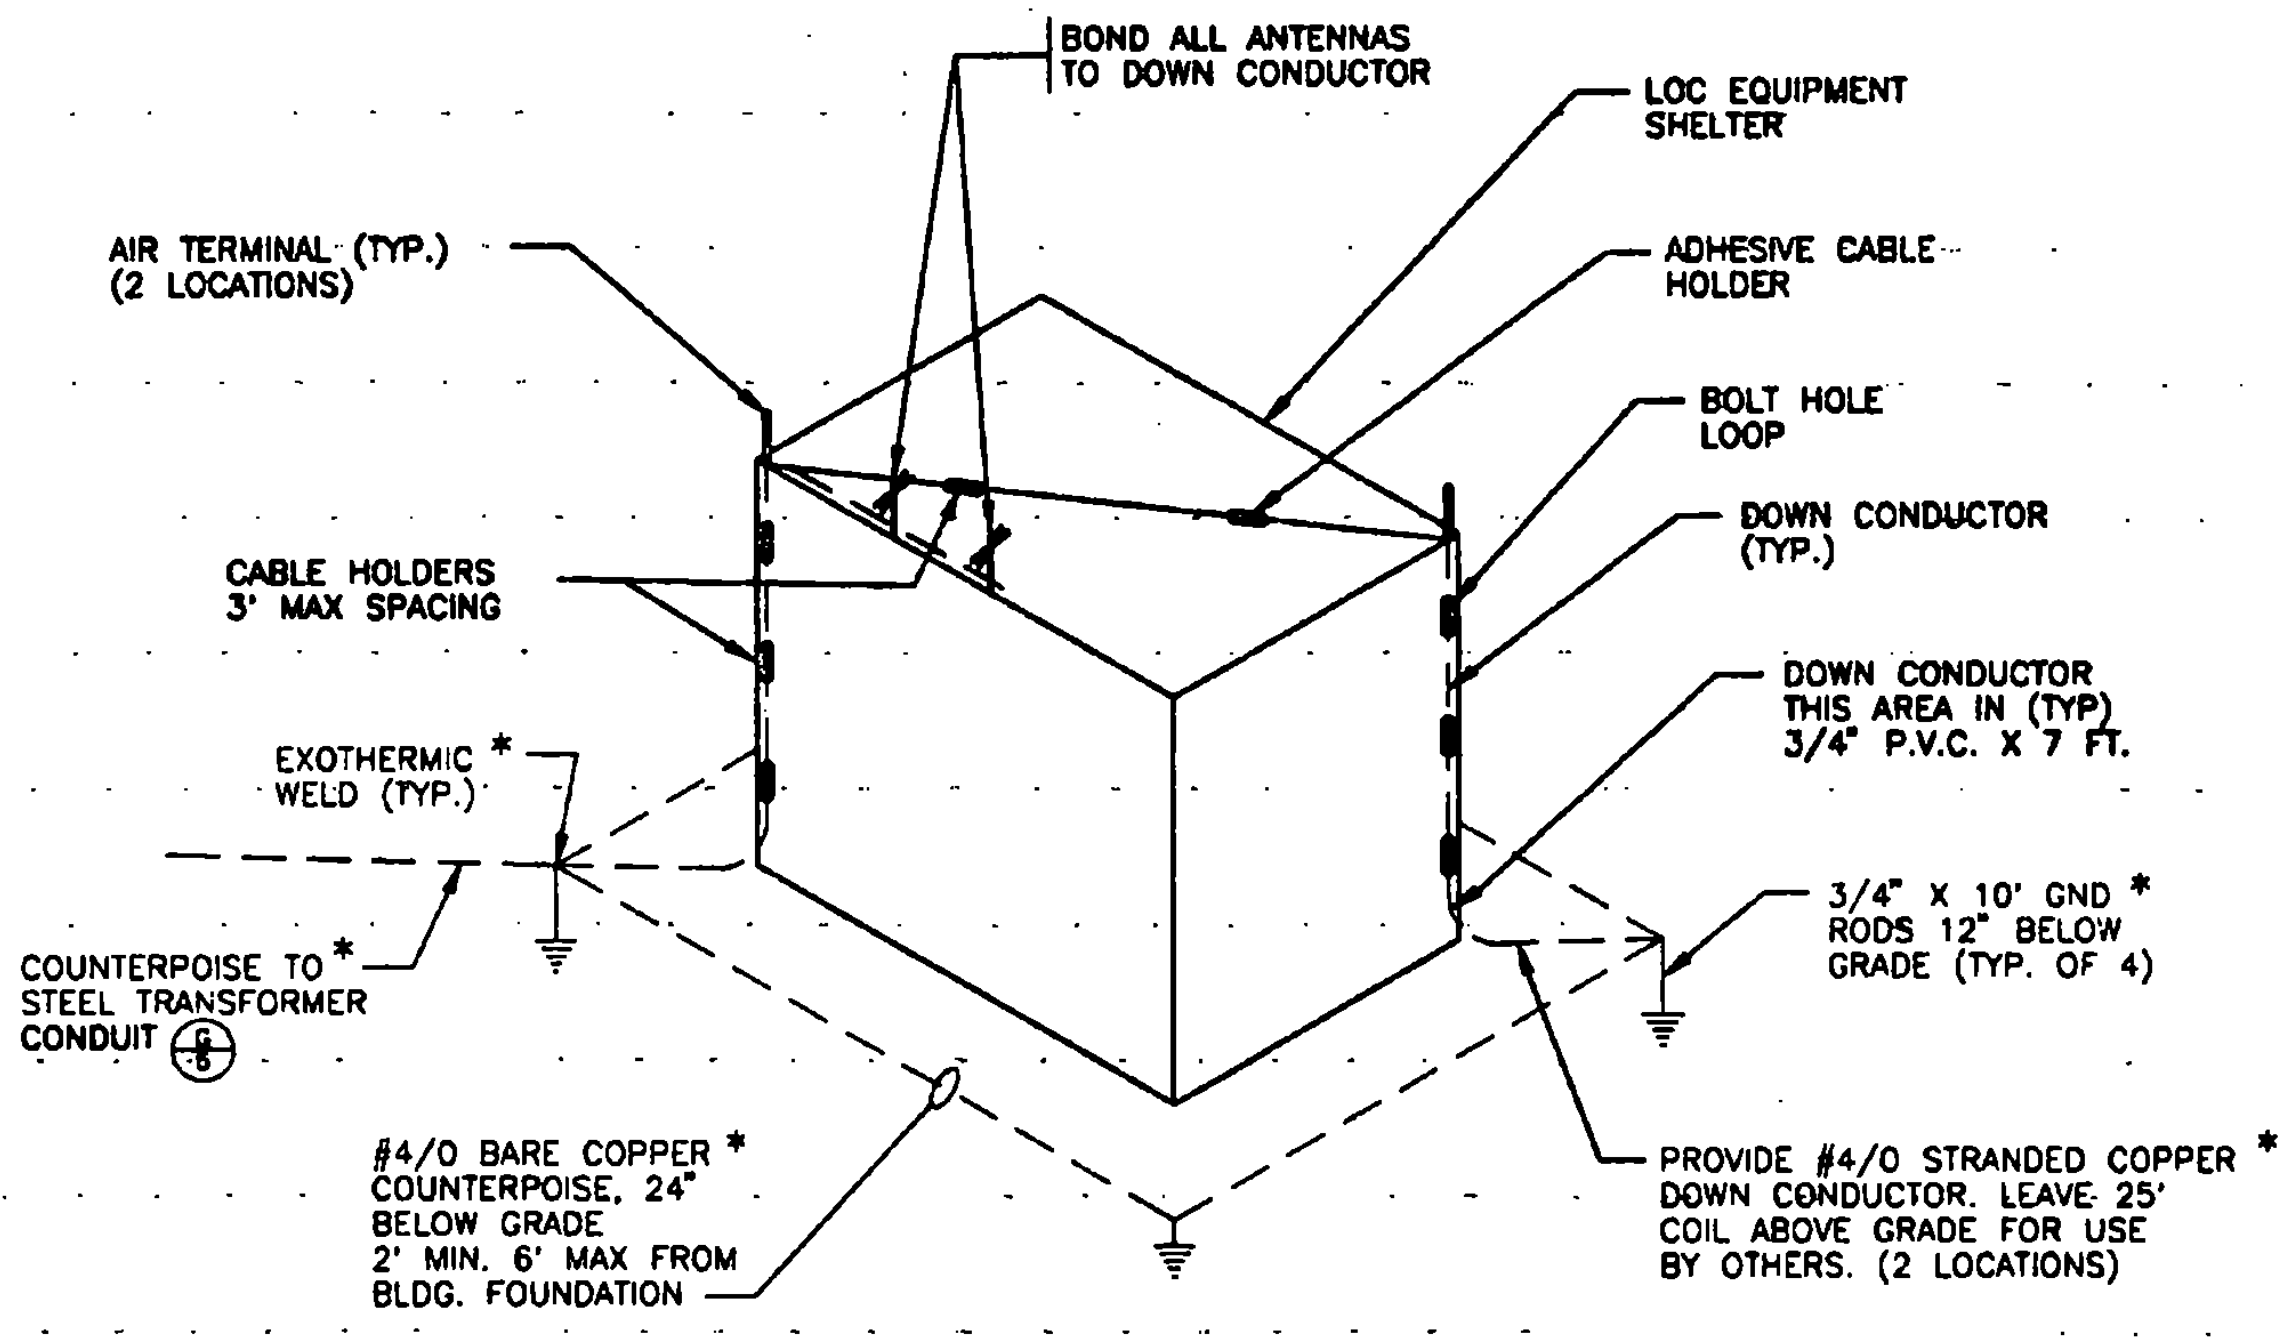 BOND ALL ANTENNAS
TO DOWN CONDUCTOR
LOC EQUIPMENT
SHELTER
AIR TERMINAL (TYP.)
(2 LOCATIONS)
ADHESIVE CABLE
HOLDER
BOLT HOLE
LOOP
DOWN CONDUCTOR
(TYP.)
CABLE HOLDERS
3' MAX SPACING
DOWN CONDUCTOR
THIS AREA IN (TYP)
3/4" P.V.C. X 7 FT.
EXOTHERMIC *
WELD (TYP.)
3/4" X 10' GND *
RODS 12" BELOW
GRADE (TYP. OF 4)
COUNTERPOISE TO *
STEEL TRANSFORMER
CONDUIT
G
6
#4/0 BARE COPPER *
COUNTERPOISE, 24"
BELOW GRADE
2' MIN. 6' MAX FROM
BLDG. FOUNDATION
PROVIDE #4/0 STRANDED COPPER *
DOWN CONDUCTOR. LEAVE 25'
COIL ABOVE GRADE FOR USE
BY OTHERS. (2 LOCATIONS)